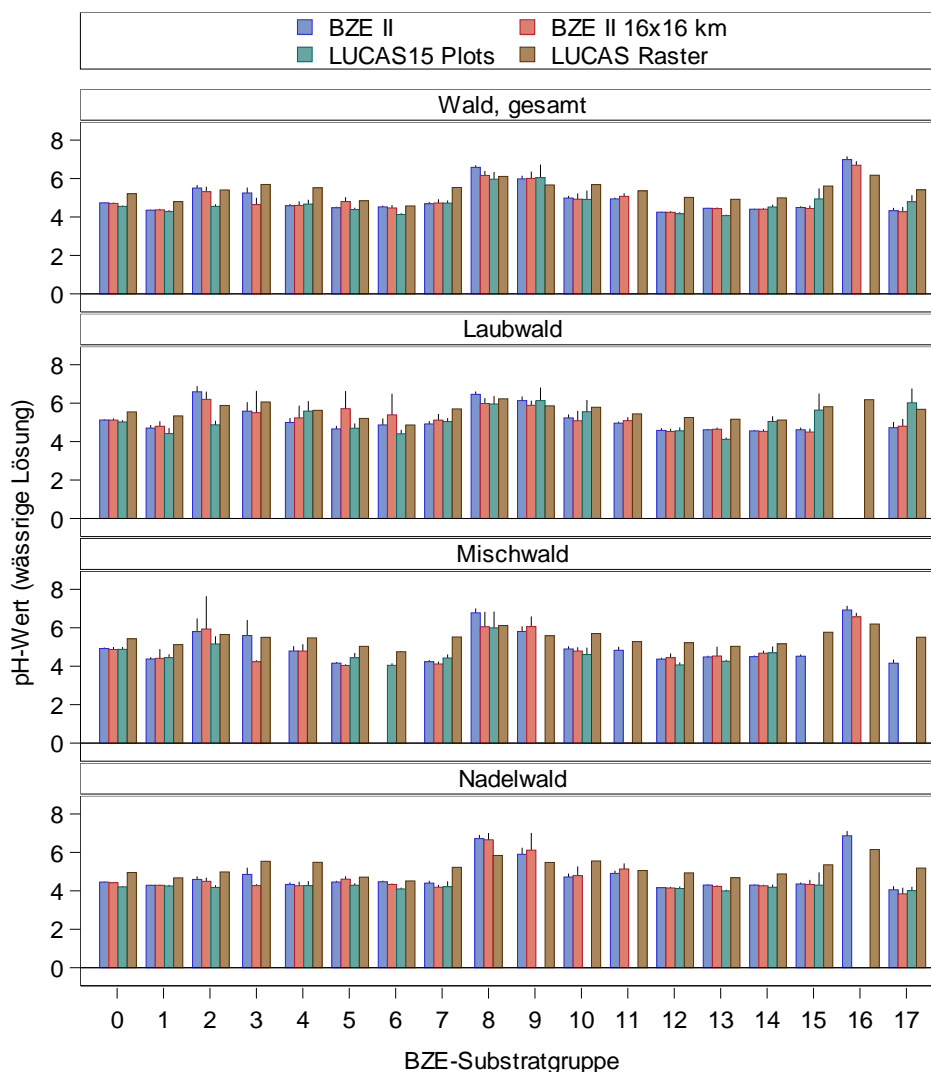 BZE II
BZE II 16x16 km
LUCAS15 Plots
LUCAS Raster
Wald, gesamt
8
6
4
2
0
Laubwald
8
6
4
2
0
Mischwald
8
6
4
2
0
Nadelwald
8
6
4
2
0
pH-Wert (wässrige Lösung)
0 1 2 3 4 5 6 7 8 9 10 11 12 13 14 15 16 17
BZE-Substratgruppe